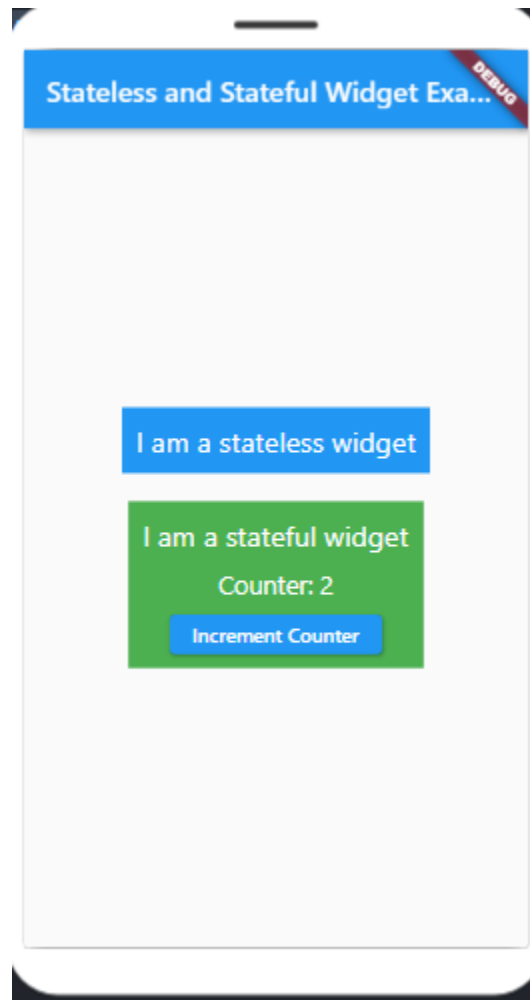 Stateless and Stateful Widget Exa...
DEBUG
I am a stateless widget
I am a stateful widget
Counter: 2
Increment Counter